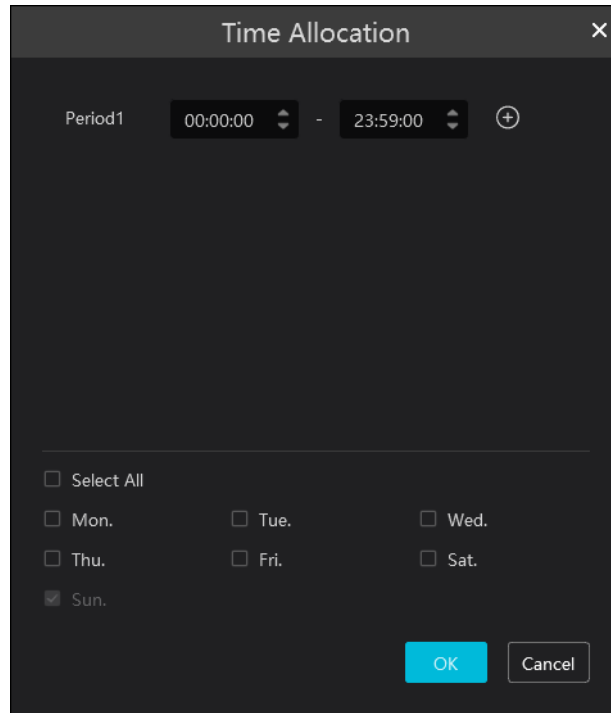 Time Allocation
Period1 00:00:00 - 23:59:00
Select All
Mon. Tue. Wed.
Thu. Fri. Sat.
Sun.
OK Cancel